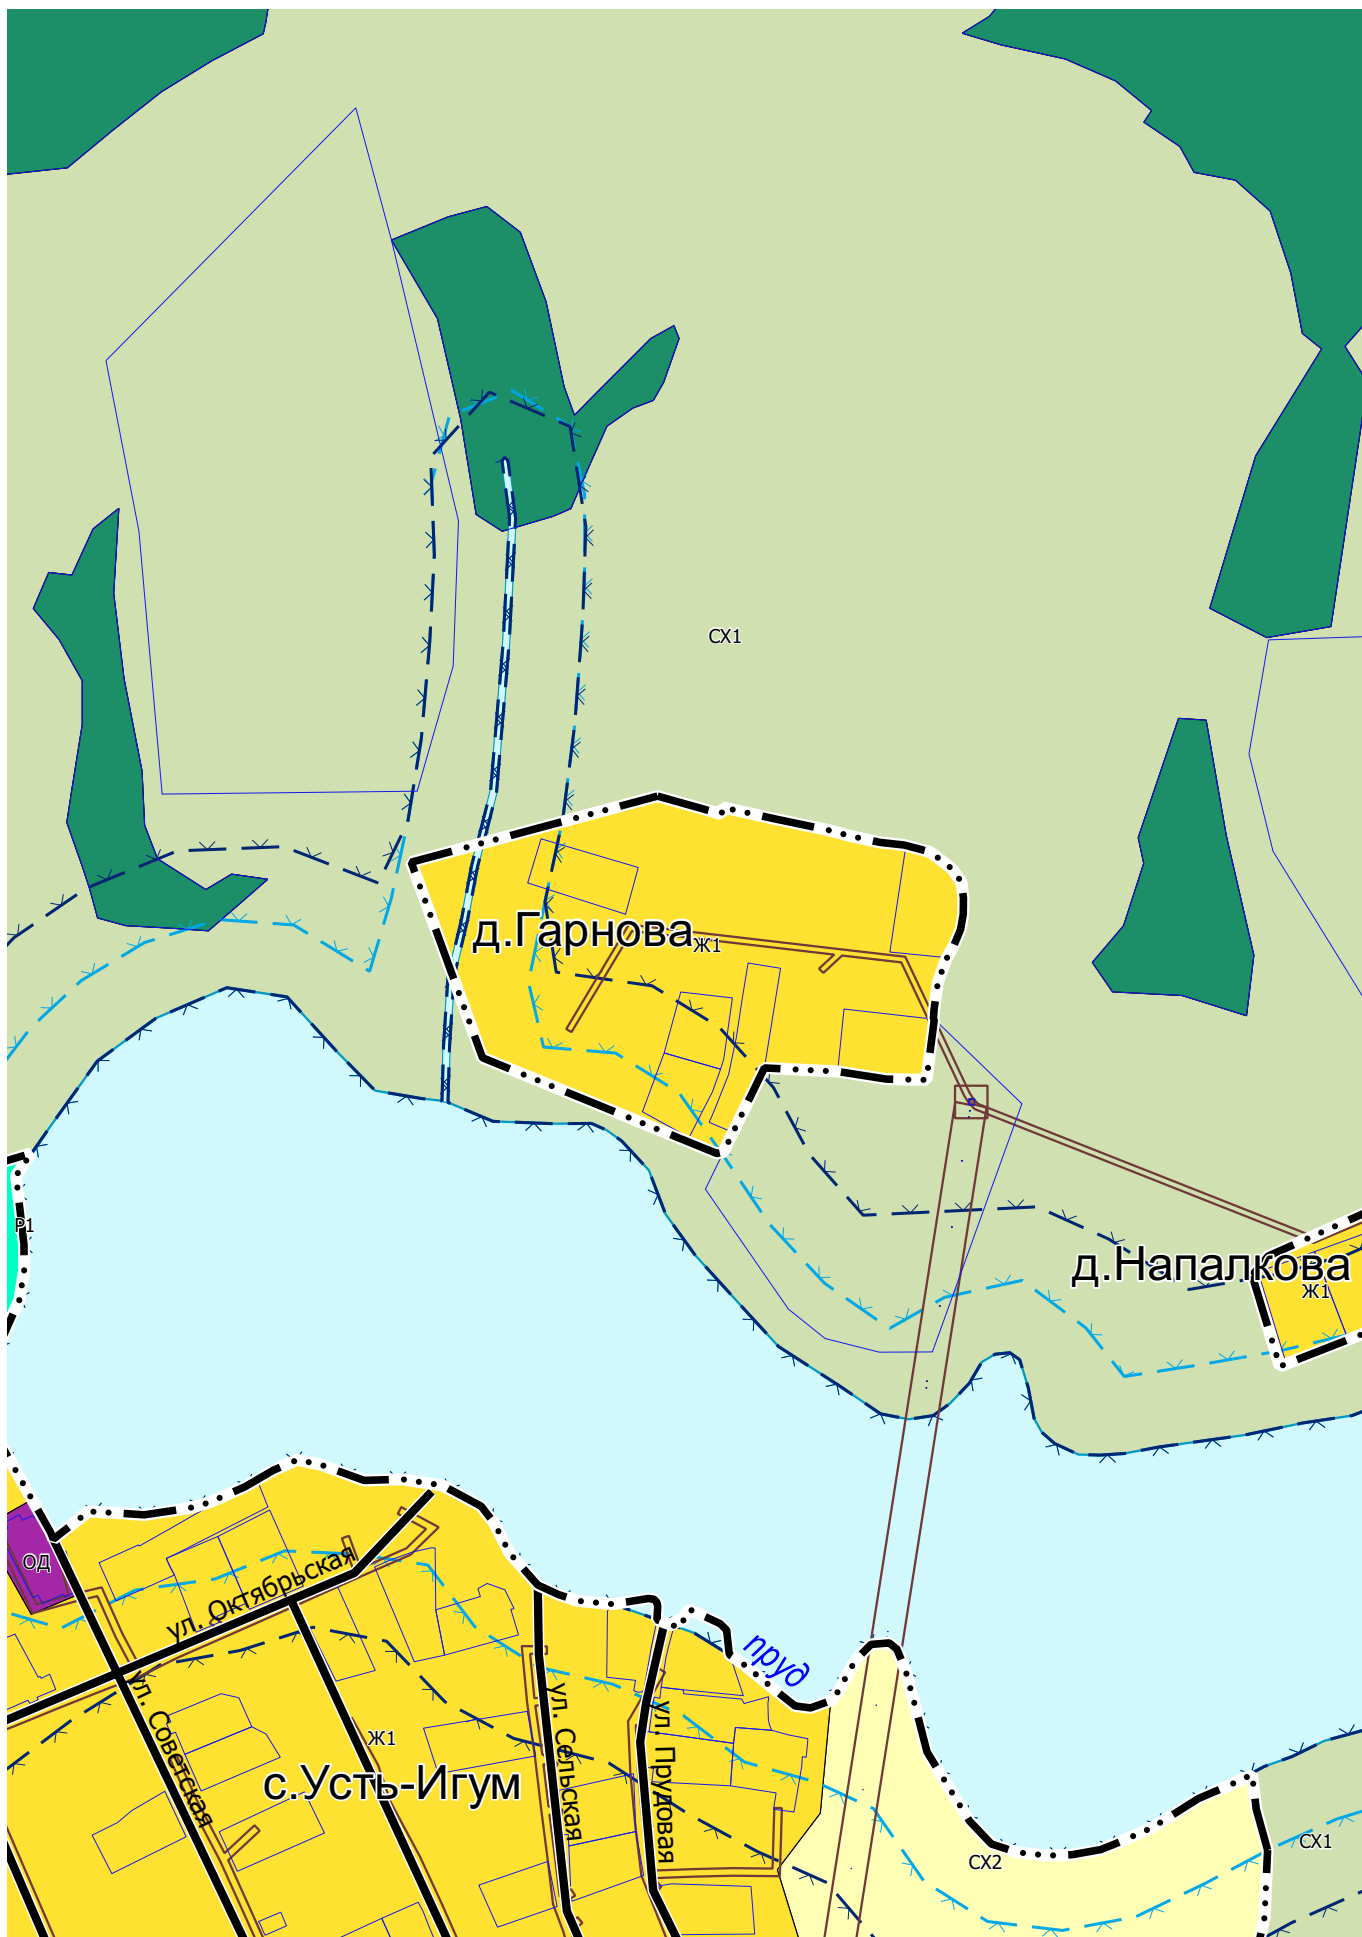 СХ1
д.Гарнова
Ж1
Р1
д.Напалкова
Ж1
ОД
ул. Октябрьская
пруд
ул. Советская
ул. Сельская
ул. Прудовая
Ж1
с.Усть-Игум
СХ2
СХ1